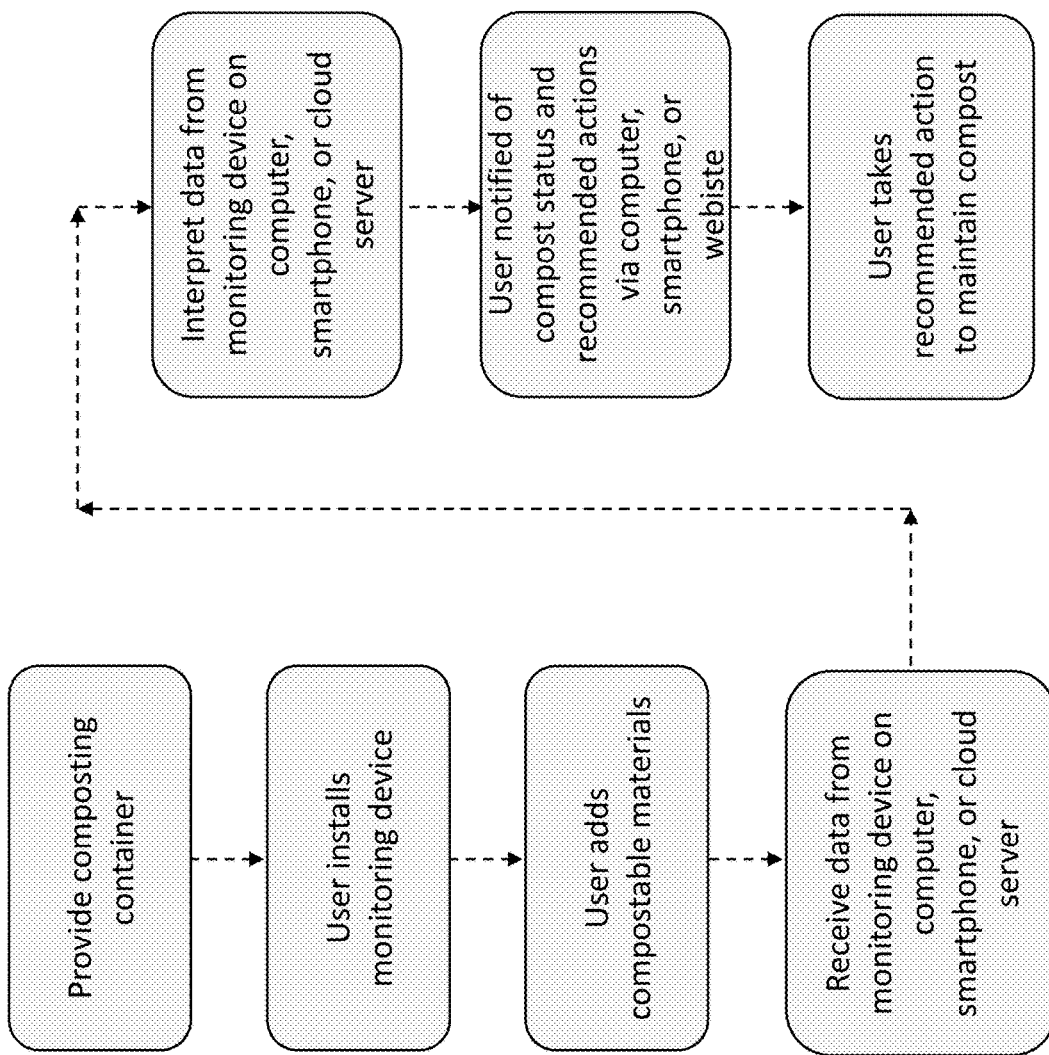 Provide composting
container
User installs
monitoring device
User adds
compostable materials
Receive data from
monitoring device on
computer,
smartphone, or cloud
server
Interpret data from
monitoring device on
computer,
smartphone, or cloud
server
User notified of
compost status and
recommended actions
via computer,
smartphone, or
webiste
User takes
recommended action
to maintain compost